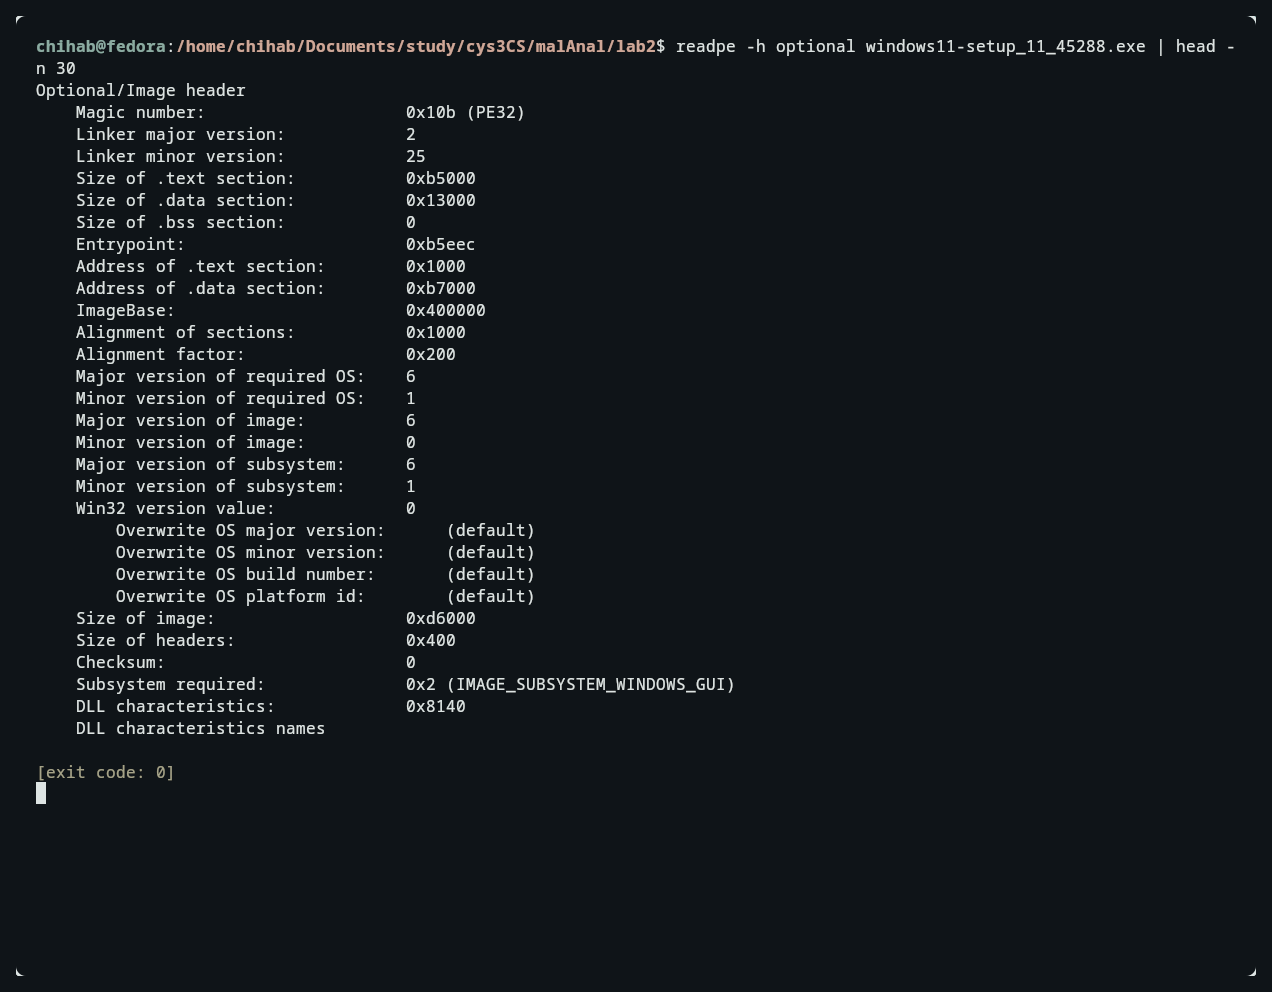 chihab@fedora:/home/chihab/Documents/study/cys3CS/malAnal/lab2$ readpe -h optional windows11-setup_11_45288.exe | head -
n 30
Optional/Image header
    Magic number:                    0x10b (PE32)
    Linker major version:            2
    Linker minor version:            25
    Size of .text section:           0xb5000
    Size of .data section:           0x13000
    Size of .bss section:            0
    Entrypoint:                      0xb5eec
    Address of .text section:        0x1000
    Address of .data section:        0xb7000
    ImageBase:                       0x400000
    Alignment of sections:           0x1000
    Alignment factor:                0x200
    Major version of required OS:    6
    Minor version of required OS:    1
    Major version of image:          6
    Minor version of image:          0
    Major version of subsystem:      6
    Minor version of subsystem:      1
    Win32 version value:             0
        Overwrite OS major version:      (default)
        Overwrite OS minor version:      (default)
        Overwrite OS build number:       (default)
        Overwrite OS platform id:        (default)
    Size of image:                   0xd6000
    Size of headers:                 0x400
    Checksum:                        0
    Subsystem required:              0x2 (IMAGE_SUBSYSTEM_WINDOWS_GUI)
    DLL characteristics:             0x8140
    DLL characteristics names
[exit code: 0]